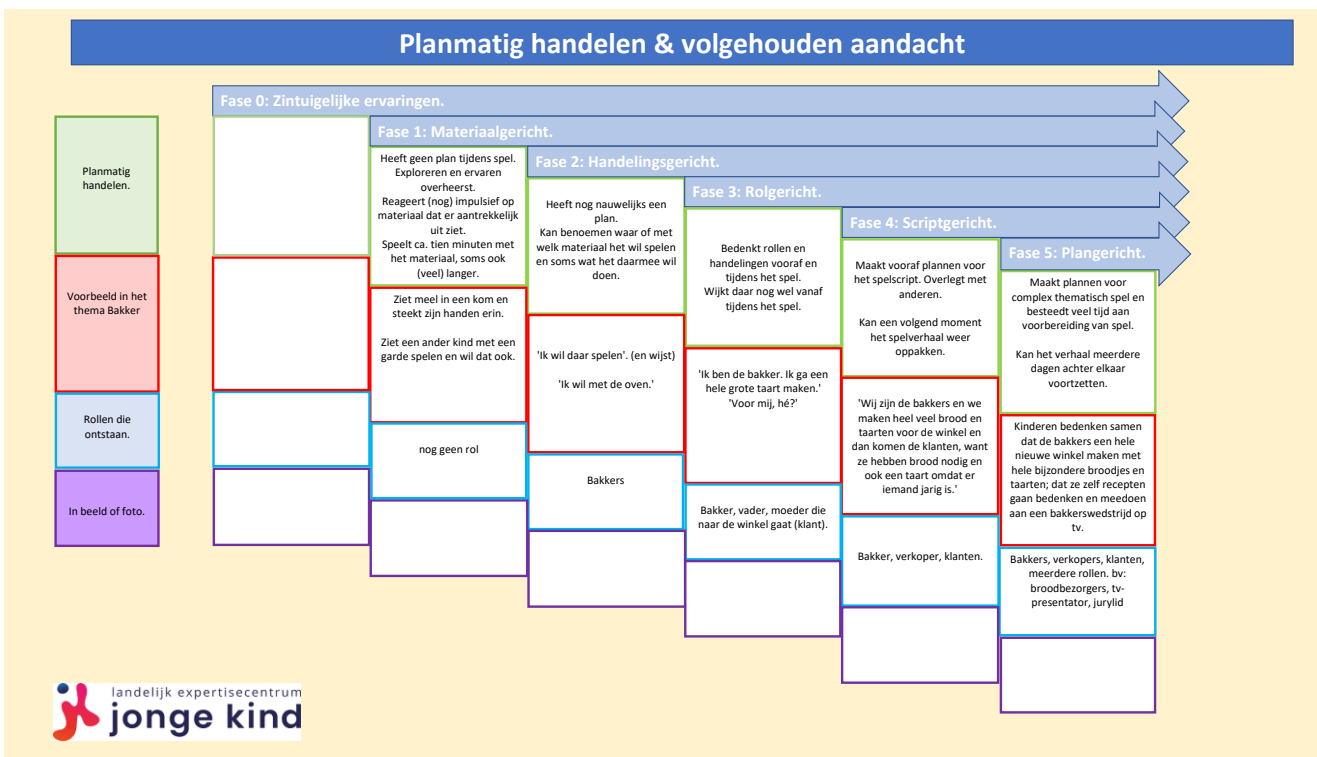 Planmatig handelen & volgehouden aandacht
Fase 0: Zintuigelijke ervaringen.
Fase 1: Materiaalgericht.
Fase 2: Handelingsgericht.
Fase 3: Rolgericht.
Fase 4: Scriptgericht.
Fase 5: Plangericht.
Planmatig
handelen.
Heeft geen plan tijdens spel.
Exploreren en ervaren
overheerst.
Reageert (nog) impulsief op
materiaal dat er aantrekkelijk
uit ziet.
Speelt ca. tien minuten met
het materiaal, soms ook
(veel) langer.
Heeft nog nauwelijks een
plan.
Kan benoemen waar of met
welk materiaal het wil spelen
en soms wat het daarmee wil
doen.
Bedenkt rollen en
handelingen vooraf en
tijdens het spel.
Wijkt daar nog wel vanaf
tijdens het spel.
Maakt vooraf plannen voor
het spelscript. Overlegt met
anderen.
Kan een volgend moment
het spelverhaal weer
oppakken.
Maakt plannen voor
complex thematisch spel en
besteedt veel tijd aan
voorbereiding van spel.
Kan het verhaal meerdere
dagen achter elkaar
voortzetten.
Voorbeeld in het
thema Bakker
Ziet meel in een kom en
steekt zijn handen erin.
Ziet een ander kind met een
garde spelen en wil dat ook.
'Ik wil daar spelen'. (en wijst)
'Ik wil met de oven.'
'Ik ben de bakker. Ik ga een
hele grote taart maken.'
'Voor mij, hé?'
'Wij zijn de bakkers en we
maken heel veel brood en
taarten voor de winkel en
dan komen de klanten, want
ze hebben brood nodig en
ook een taart omdat er
iemand jarig is.'
Kinderen bedenken samen
dat de bakkers een hele
nieuwe winkel maken met
hele bijzondere broodjes en
taarten; dat ze zelf recepten
gaan bedenken en meedoen
aan een bakkerswedstrijd op
tv.
Rollen die
ontstaan.
nog geen rol
Bakkers
Bakker, vader, moeder die
naar de winkel gaat (klant).
Bakker, verkoper, klanten.
Bakkers, verkopers, klanten,
meerdere rollen. bv:
broodbezorgers, tv-
presentator, jurylid
In beeld of foto.
landelijk expertisecentrum
jonge kind